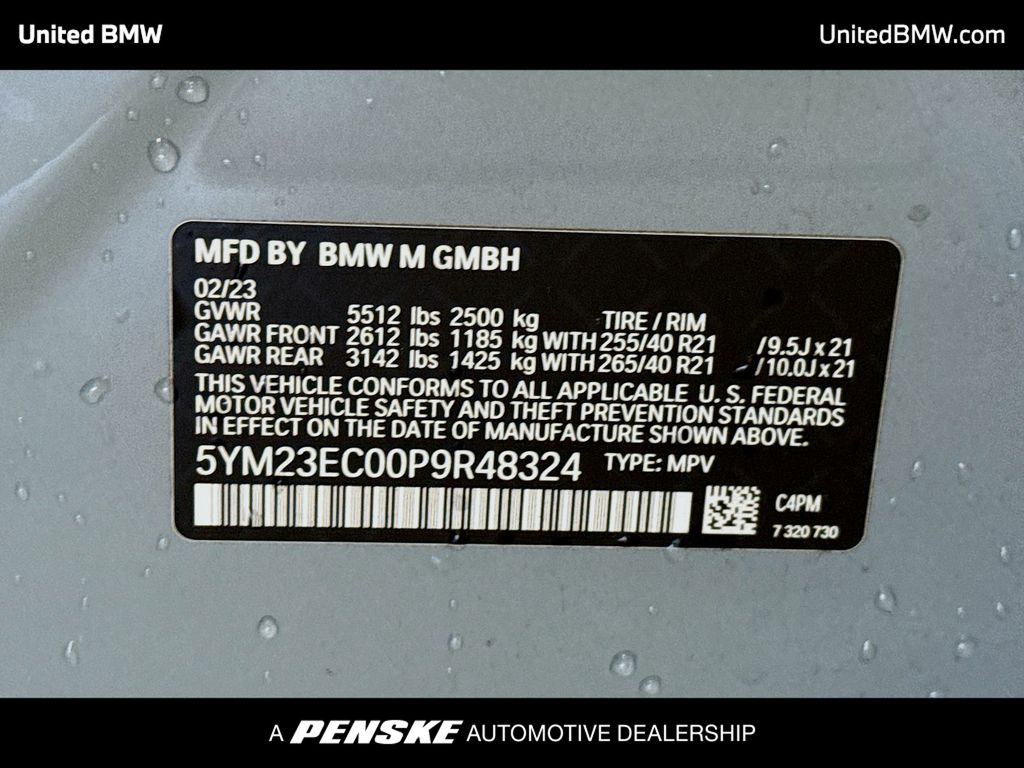 United BMW
UnitedBMW.com
MFD BY BMW M GMBH
02/23
GVWR 5512 lbs 2500 kg TIRE / RIM
GAWR FRONT 2612 lbs 1185 kg WITH 255/40 R21 /9.5J x 21
GAWR REAR 3142 lbs 1425 kg WITH 265/40 R21 /10.0J x 21
THIS VEHICLE CONFORMS TO ALL APPLICABLE U. S. FEDERAL
MOTOR VEHICLE SAFETY AND THEFT PREVENTION STANDARDS
IN EFFECT ON THE DATE OF MANUFACTURE SHOWN ABOVE.
5YM23EC00P9R48324 TYPE: MPV
C4PM
7 320 730
A PENSKE AUTOMOTIVE DEALERSHIP